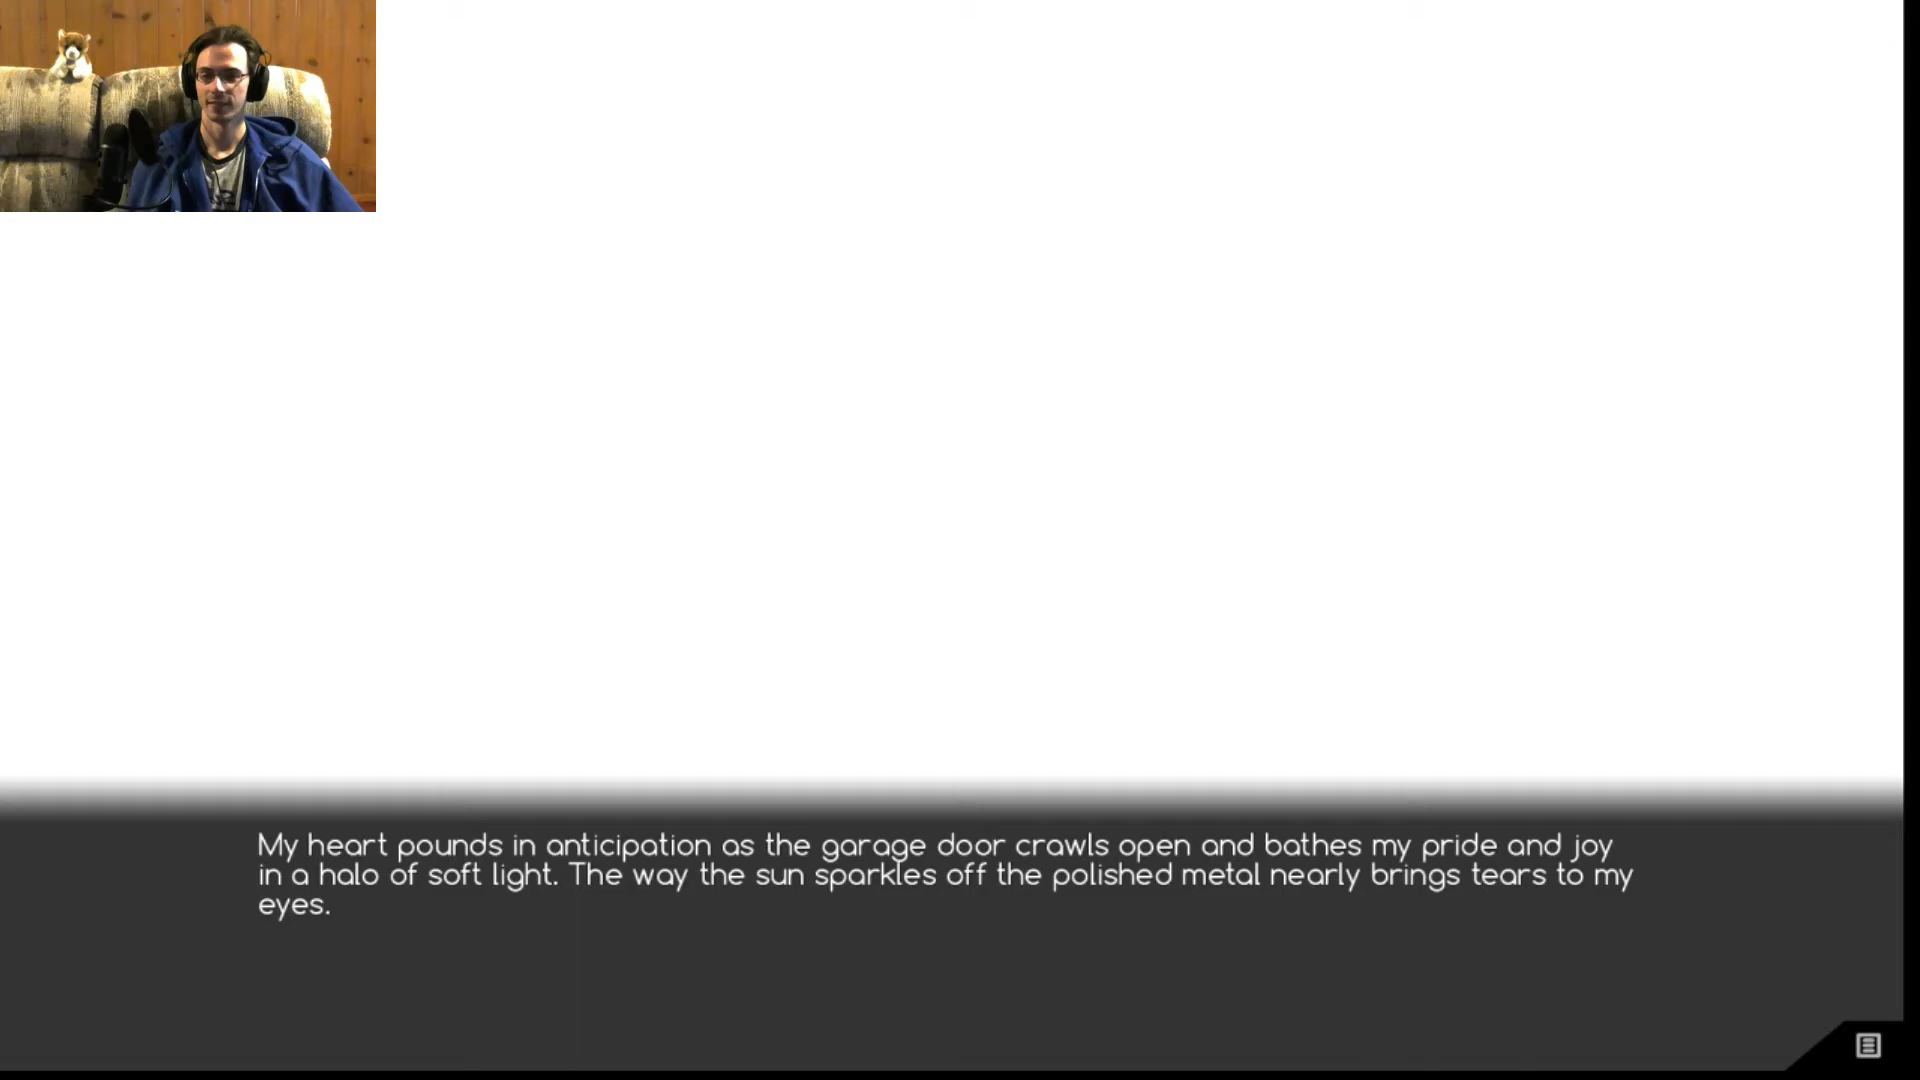 My heart pounds in anticipation as the garage door crawls open and bathes my pride and joy
in a halo of soft light. The way the sun sparkles off the polished metal nearly brings tears to my
eyes.